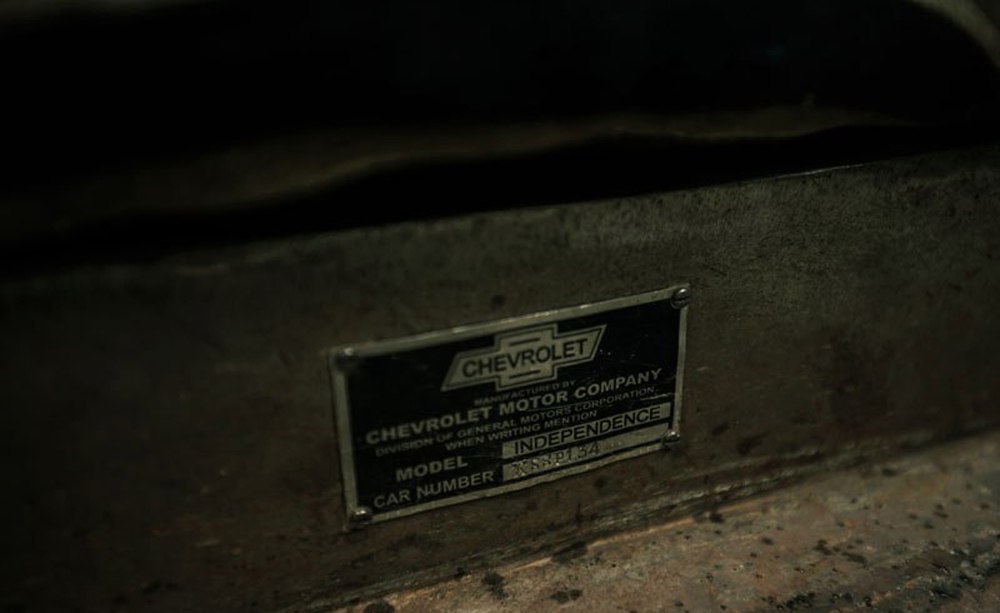 CHEVROLET
MANUFACTURED BY
CHEVROLET MOTOR COMPANY
DIVISION OF GENERAL MOTORS CORPORATION
WHEN WRITING MENTION
MODEL INDEPENDENCE
CAR NUMBER